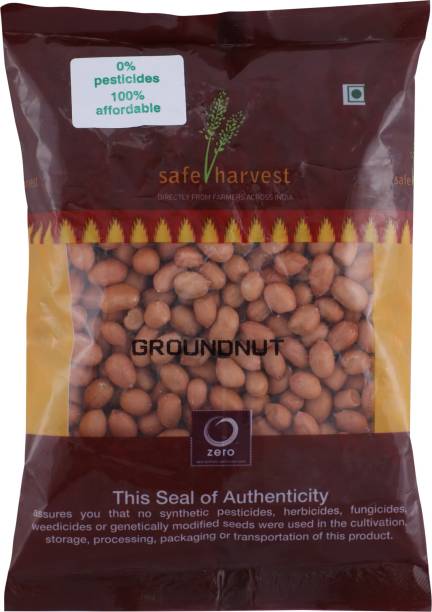 0%
pesticides
100%
affordable
safe harvest
DIRECTLY FROM FARMERS ACROSS INDIA
safe
GROUNDNUT
zero
This Seal of Authenticity
assures you that no synthetic pesticides, herbicides, fungicides,
weedicides or genetically modified seeds were used in the cultivation,
storage, processing, packaging or transportation of this product.